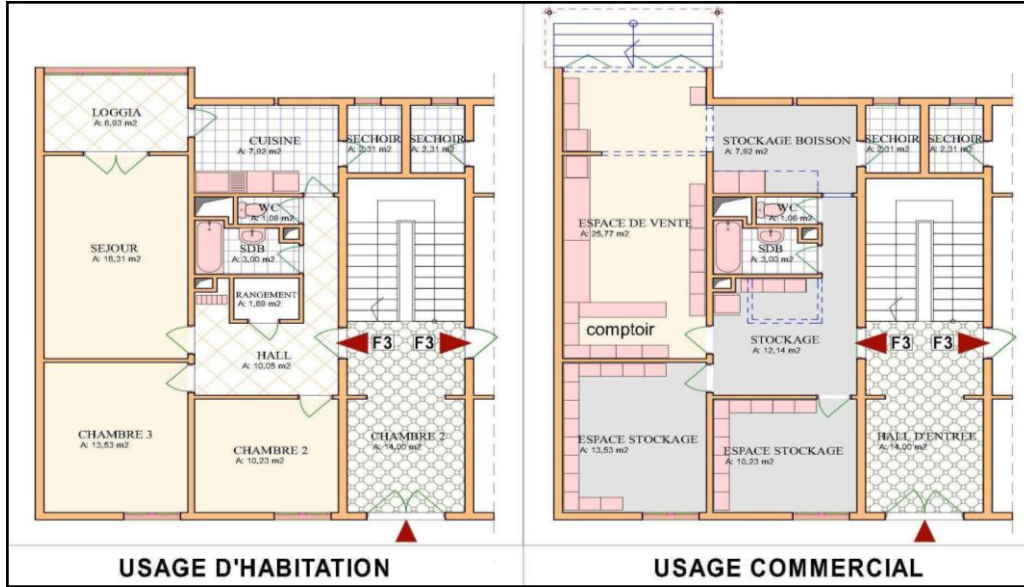 LOGGIA
A: 6,93 m2
CUISINE
A: 7,92 m2
SECHOIR
A: 2,31 m2
SECHOIR
A: 2,31 m2
WC
A: 1,08 m2
SEJOUR
A: 18,31 m2
SDB
A: 3,00 m2
RANGEMENT
A: 1,69 m2
F3
F3
HALL
A: 10,05 m2
CHAMBRE 3
A: 13,53 m2
CHAMBRE 2
A: 10,23 m2
CHAMBRE 2
A: 14,00 m2
USAGE D'HABITATION
STOCKAGE BOISSON
A: 7,92 m2
SECHOIR
A: 2,31 m2
SECHOIR
A: 2,31 m2
WC
A: 1,08 m2
ESPACE DE VENTE
A: 25,77 m2
SDB
A: 3,00 m2
comptoir
STOCKAGE
A: 12,14 m2
F3
F3
ESPACE STOCKAGE
A: 13,53 m2
ESPACE STOCKAGE
A: 10,23 m2
HALL D'ENTREE
A: 14,00 m2
USAGE COMMERCIAL